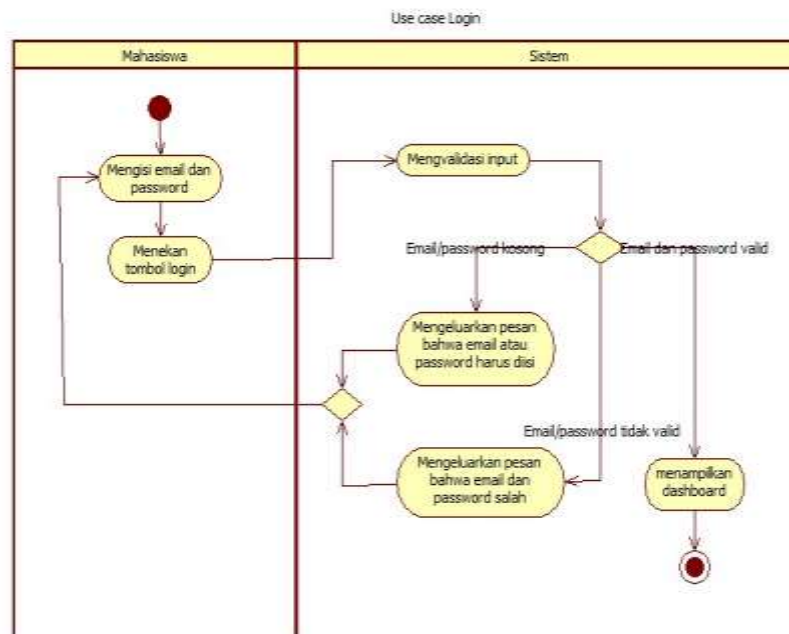 Use case Login
Mahasiswa
Sistem
Mengisi email dan
password
Mengvalidasi input
Menekan
tombol login
Email/password kosong
Email dan password valid
Mengeluarkan pesan
bahwa email atau
password harus diisi
Email/password tidak valid
Mengeluarkan pesan
bahwa email dan
password salah
menampilkan
dashboard